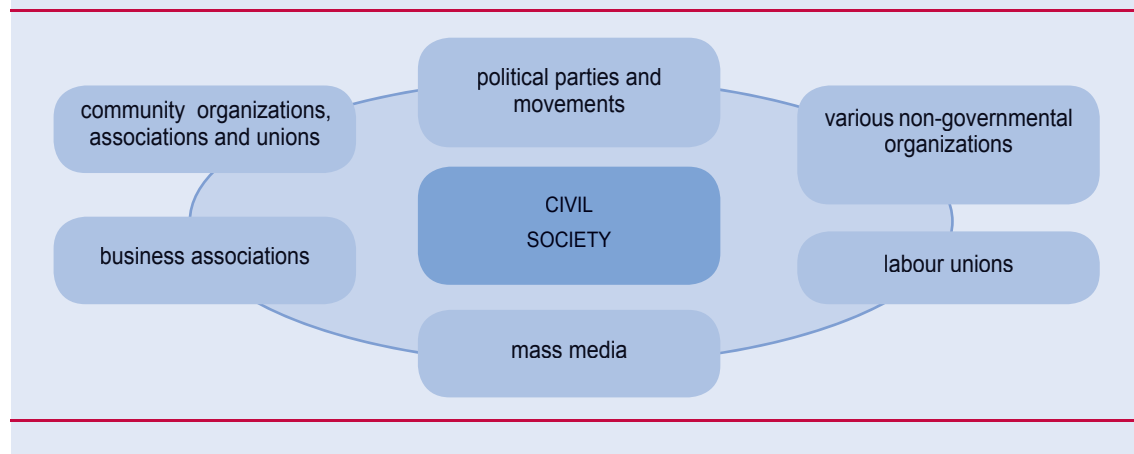 political parties and
movements
community organizations,
associations and unions
various non-governmental
organizations
CIVIL
SOCIETY
business associations
labour unions
mass media